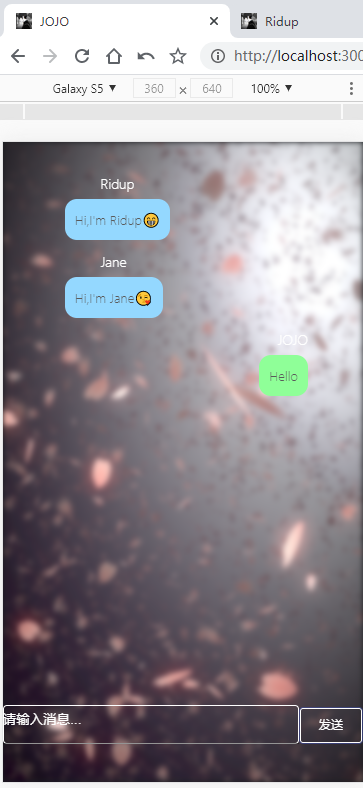 JOJO
Ridup
http://localhost:300
Galaxy S5 ▼ 360 × 640 100% ▼
Ridup
Hi,I'm Ridup😁
Jane
Hi,I'm Jane😘
JOJO
Hello
请输入消息...
发送